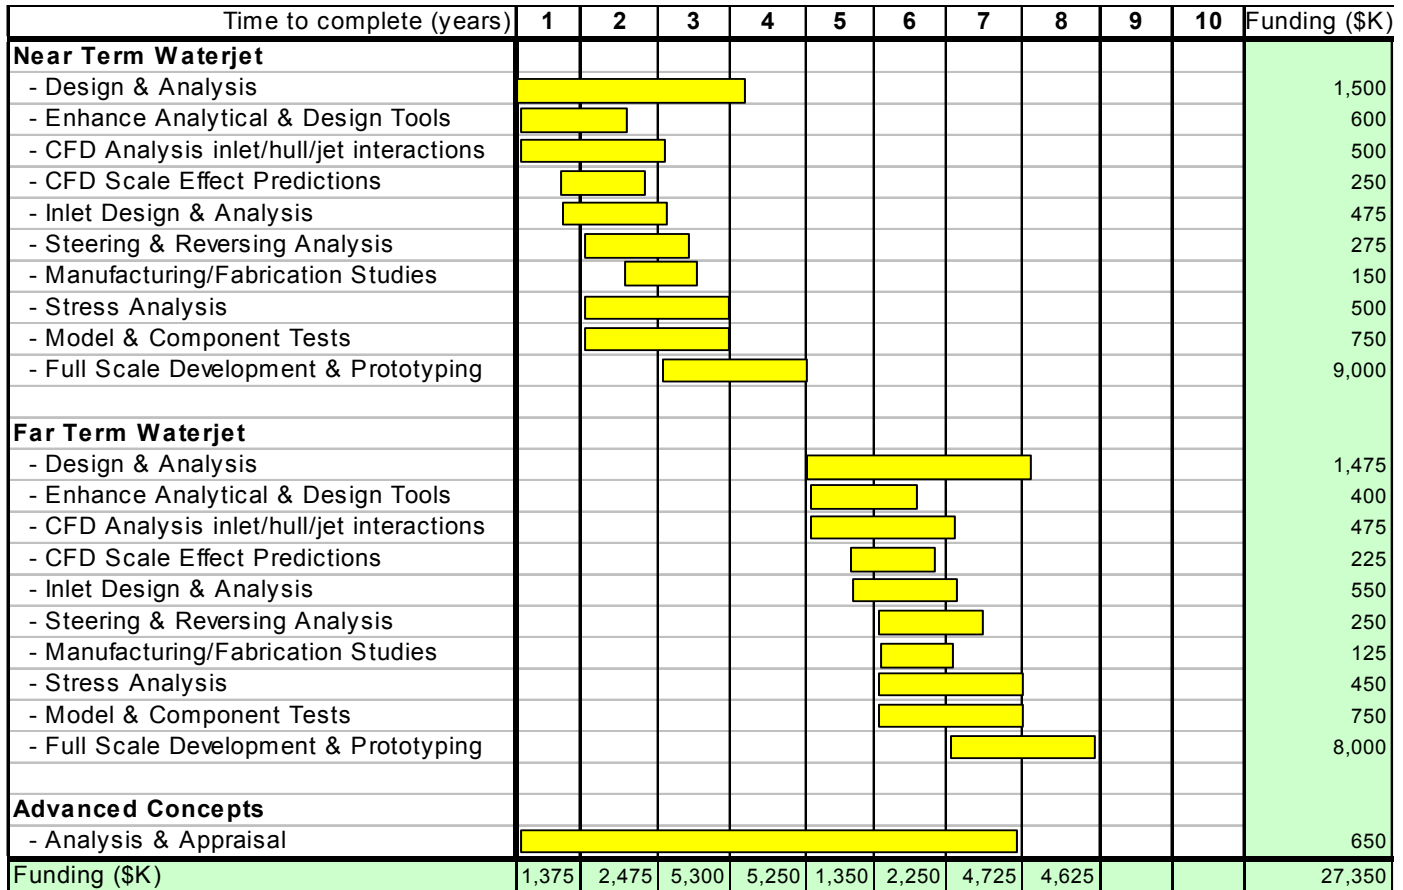 Time to complete (years) 1 2 3 4 5 6 7 8 9 10 Funding ($K)
Near Term Waterjet
- Design & Analysis 1,500
- Enhance Analytical & Design Tools 600
- CFD Analysis inlet/hull/jet interactions 500
- CFD Scale Effect Predictions 250
- Inlet Design & Analysis 475
- Steering & Reversing Analysis 275
- Manufacturing/Fabrication Studies 150
- Stress Analysis 500
- Model & Component Tests 750
- Full Scale Development & Prototyping 9,000
Far Term Waterjet
- Design & Analysis 1,475
- Enhance Analytical & Design Tools 400
- CFD Analysis inlet/hull/jet interactions 475
- CFD Scale Effect Predictions 225
- Inlet Design & Analysis 550
- Steering & Reversing Analysis 250
- Manufacturing/Fabrication Studies 125
- Stress Analysis 450
- Model & Component Tests 750
- Full Scale Development & Prototyping 8,000
Advanced Concepts
- Analysis & Appraisal 650
Funding ($K) 1,375 2,475 5,300 5,250 1,350 2,250 4,725 4,625 27,350